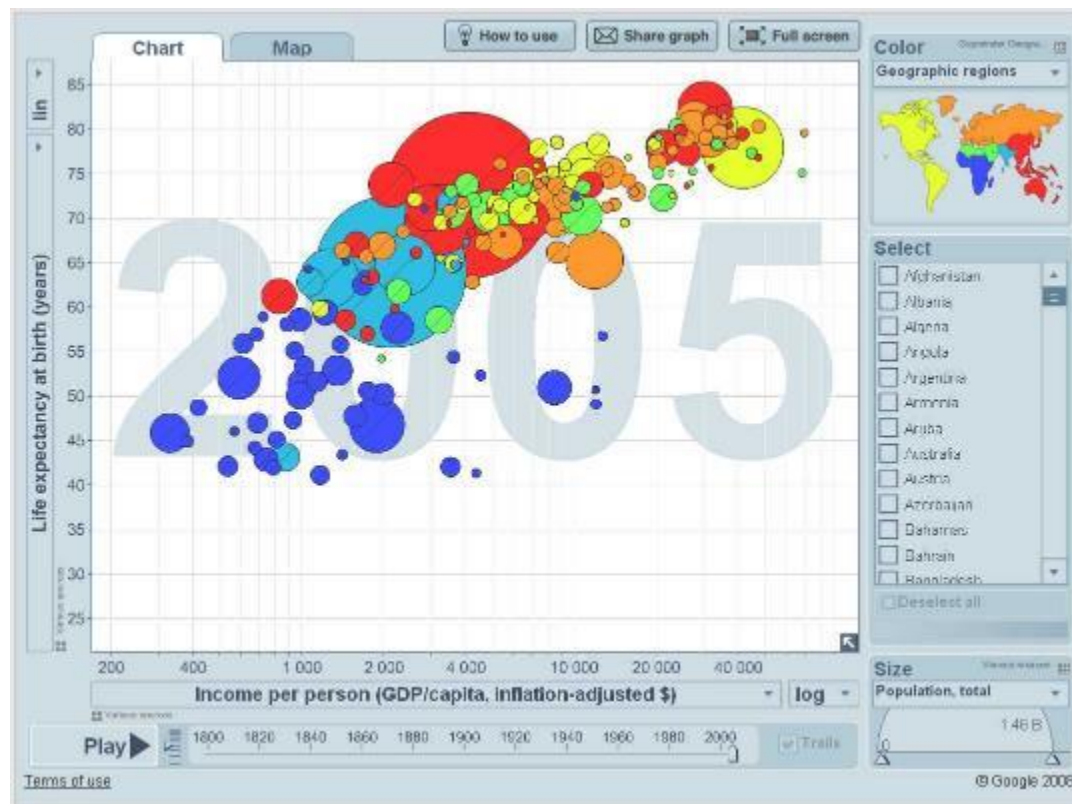 Chart
Map
How to use
Share graph
Full screen
Color
Geographic regions
lin
Life expectancy at birth (years)
85
80
75
70
65
60
55
50
45
40
35
30
25
2005
200
400
1 000
2 000
4 000
10 000
20 000
40 000
Income per person (GDP/capita, inflation-adjusted $)
log
Select
Afghanistan
Albania
Algeria
Angola
Argentina
Armenia
Aruba
Australia
Austria
Azerbaijan
Bahamas
Bahrain
Bangladesh
Deselect all
Size
Population, total
1.46 B
0
Play
1800 1820 1840 1860 1880 1900 1920 1940 1960 1980 2000
Trails
Terms of use
© Google 2008